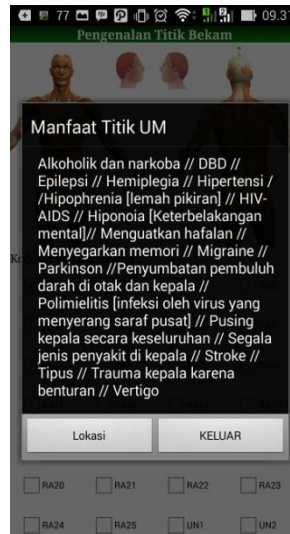 77
09.31
Pengenalan Titik Bekam
Manfaat Titik UM
Alkoholik dan narkoba // DBD //
Epilepsi // Hemiplegia // Hipertensi /
/Hipophrenia [lemah pikiran] // HIV-
AIDS // Hiponoia [Keterbelakangan
mental]// Menguatkan hafalan //
Menyegarkan memori // Migraine //
Parkinson //Penyumbatan pembuluh
darah di otak dan kepala //
Polimielitis [infeksi oleh virus yang
menyerang saraf pusat] // Pusing
kepala secara keseluruhan // Segala
jenis penyakit di kepala // Stroke //
Tipus // Trauma kepala karena
benturan // Vertigo
Lokasi KELUAR
RA20 RA21 RA22 RA23
RA24 RA25 UN1 UN2